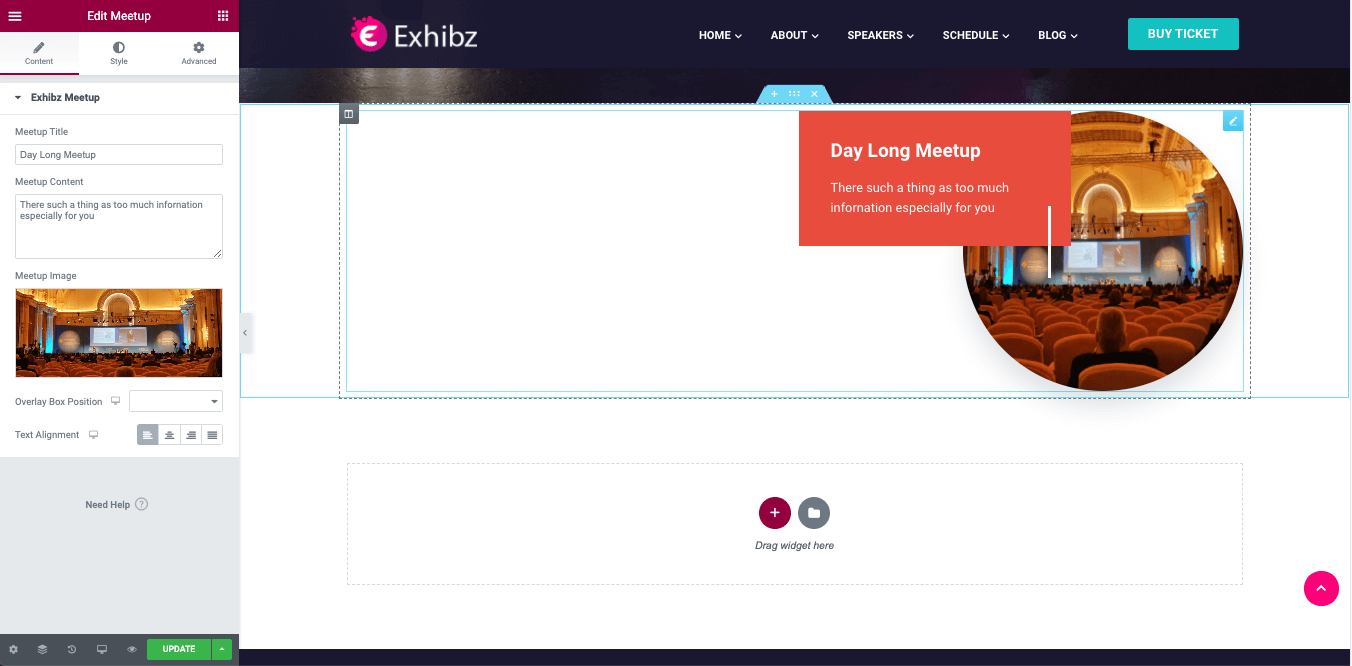 Edit Meetup
Content
Style
Advanced
Exhibz Meetup
Meetup Title
Day Long Meetup
Meetup Content
There such a thing as too much infornation
especially for you
Meetup Image
Overlay Box Position
Text Alignment
Need Help ?
UPDATE
Exhibz
HOME
ABOUT
SPEAKERS
SCHEDULE
BLOG
BUY TICKET
Day Long Meetup
There such a thing as too much
infornation especially for you
Drag widget here